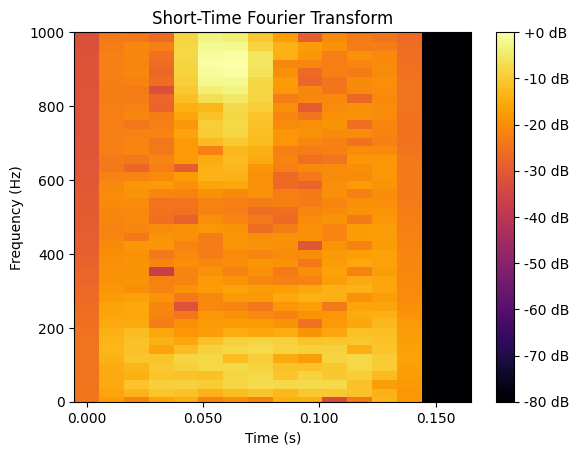 Short-Time Fourier Transform
1000
800
600
400
200
0
Frequency (Hz)
0.000
0.050
0.100
0.150
Time (s)
+0 dB
-10 dB
-20 dB
-30 dB
-40 dB
-50 dB
-60 dB
-70 dB
-80 dB